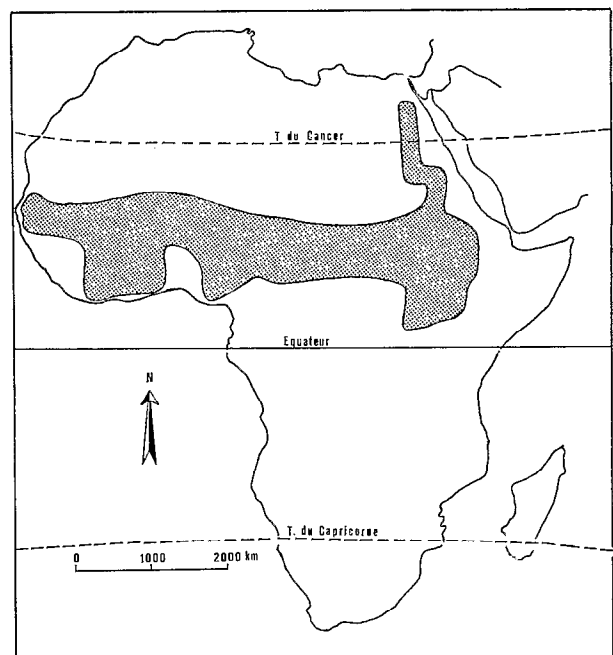 T. du Cancer
Equateur
N
T. du Capricorne
0 1000 2000 km